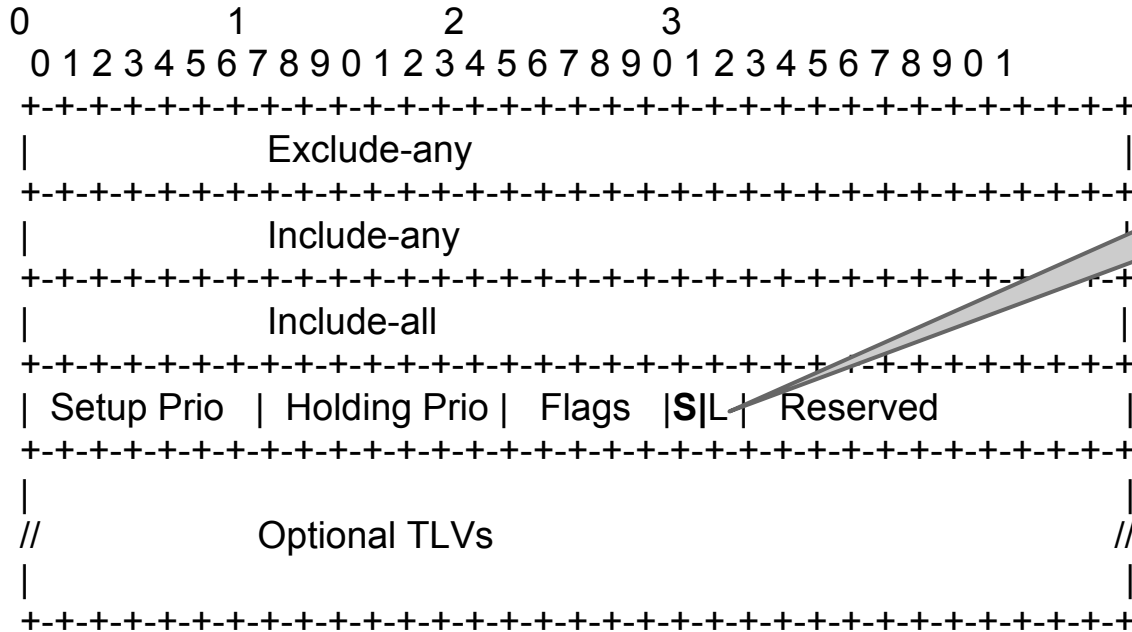 0 1 2 3
0 1 2 3 4 5 6 7 8 9 0 1 2 3 4 5 6 7 8 9 0 1 2 3 4 5 6 7 8 9 0 1
+-+-+-+-+-+-+-+-+-+-+-+-+-+-+-+-+-+-+-+-+-+-+-+-+-+-+-+-+-+-+-+-+
| Exclude-any |
+-+-+-+-+-+-+-+-+-+-+-+-+-+-+-+-+-+-+-+-+-+-+-+-+-+-+-+-+-+-+-+-+
| Include-any |
+-+-+-+-+-+-+-+-+-+-+-+-+-+-+-+-+-+-+-+-+-+-+-+-+-+-+-+-+-+-+-+-+
| Include-all |
+-+-+-+-+-+-+-+-+-+-+-+-+-+-+-+-+-+-+-+-+-+-+-+-+-+-+-+-+-+-+-+-+
| Setup Prio | Holding Prio | Flags |S|L| Reserved |
+-+-+-+-+-+-+-+-+-+-+-+-+-+-+-+-+-+-+-+-+-+-+-+-+-+-+-+-+-+-+-+-+
| |
// Optional TLVs //
| |
+-+-+-+-+-+-+-+-+-+-+-+-+-+-+-+-+-+-+-+-+-+-+-+-+-+-+-+-+-+-+-+-+